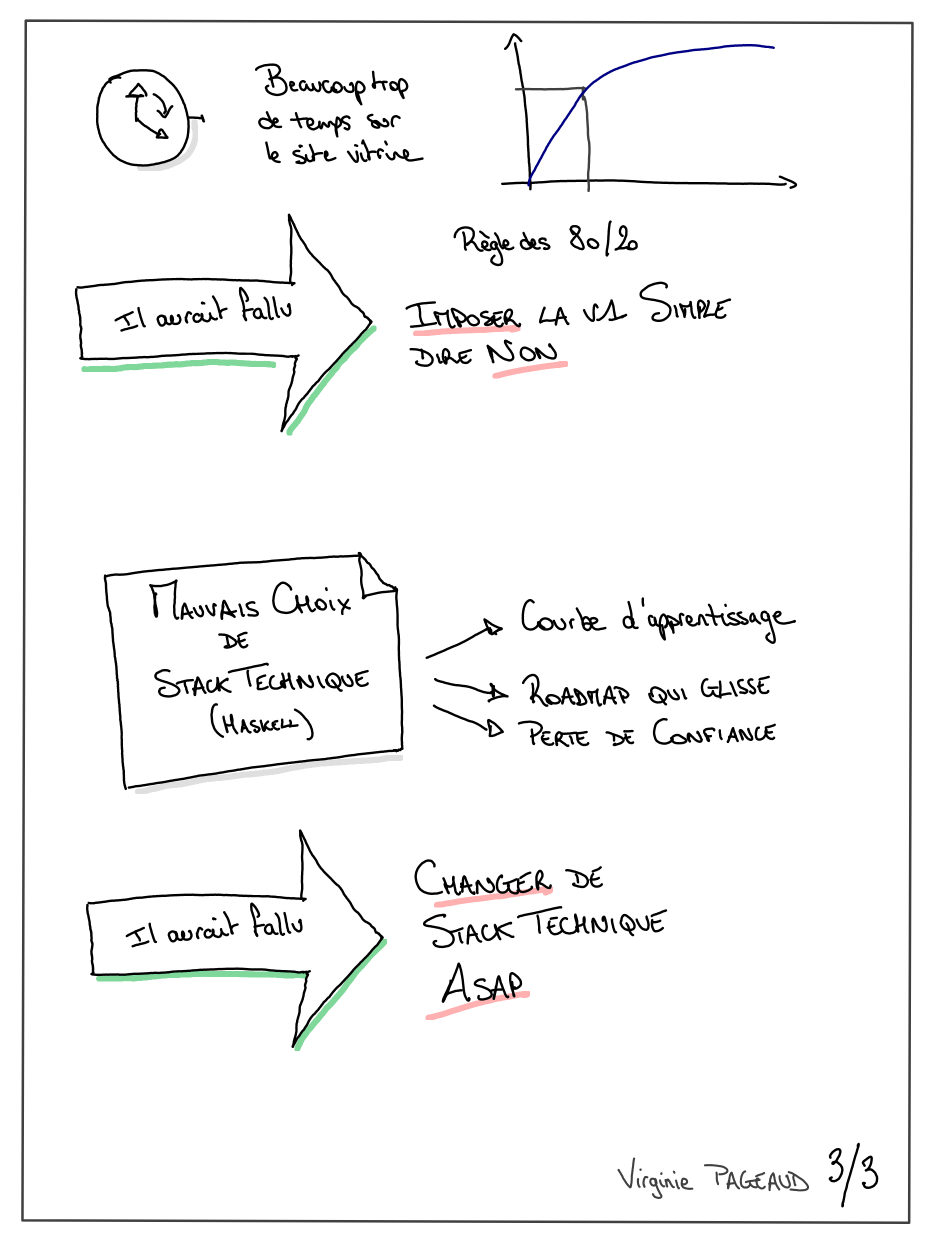 Beaucoup trop
de temps sur
le site vitrine
Règle des 80/20
Il aurait fallu
IMPOSER LA V1 SIMPLE
DIRE NON
MAUVAIS CHOIX
DE
STACK TECHNIQUE
(HASKELL)
Courbe d'apprentissage
ROADMAP QUI GLISSE
PERTE DE CONFIANCE
Il aurait fallu
CHANGER DE
STACK TECHNIQUE
ASAP
Virginie PAGEAUD 3/3